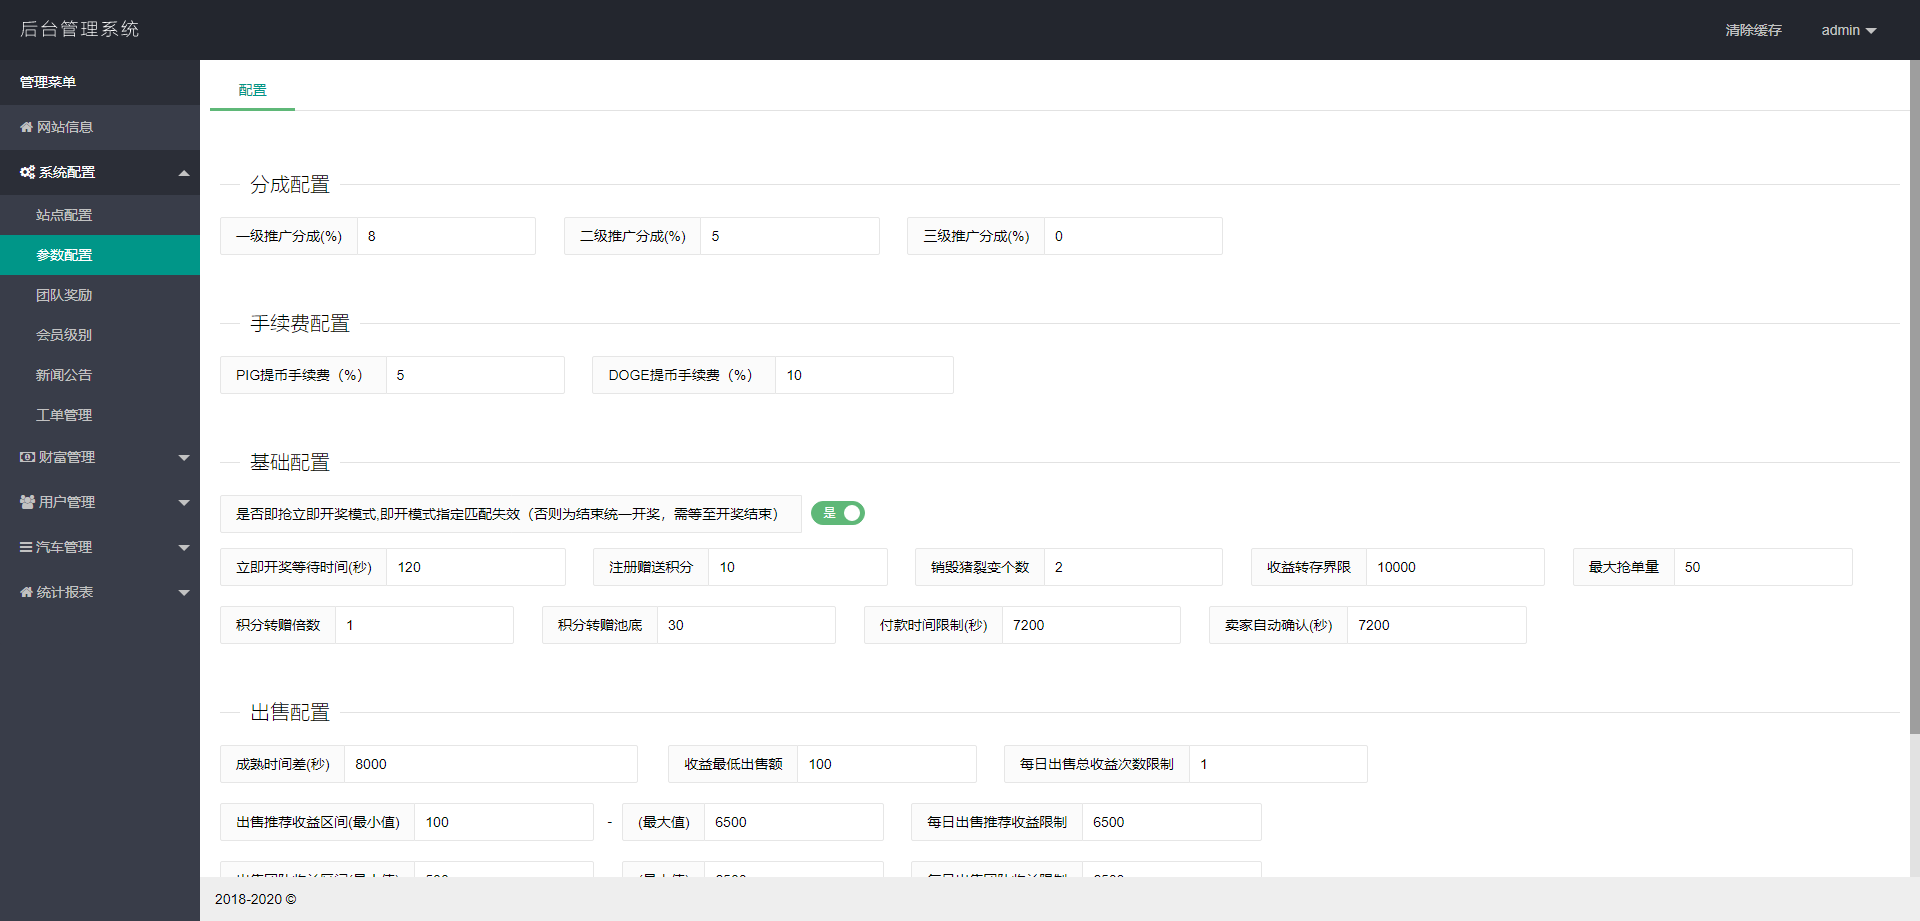 后台管理系统
清除缓存
admin
管理菜单
网站信息
系统配置
站点配置
参数配置
团队奖励
会员级别
新闻公告
工单管理
财富管理
用户管理
汽车管理
统计报表
配置
分成配置
一级推广分成(%) 8
二级推广分成(%) 5
三级推广分成(%) 0
手续费配置
PIG提币手续费（%） 5
DOGE提币手续费（%） 10
基础配置
是否即抢立即开奖模式,即开模式指定匹配失效（否则为结束统一开奖，需等至开奖结束） 是
立即开奖等待时间(秒) 120
注册赠送积分 10
销毁猪裂变个数 2
收益转存界限 10000
最大抢单量 50
积分转赠倍数 1
积分转赠池底 30
付款时间限制(秒) 7200
卖家自动确认(秒) 7200
出售配置
成熟时间差(秒) 8000
收益最低出售额 100
每日出售总收益次数限制 1
出售推荐收益区间(最小值) 100
-
(最大值) 6500
每日出售推荐收益限制 6500
2018-2020 ©